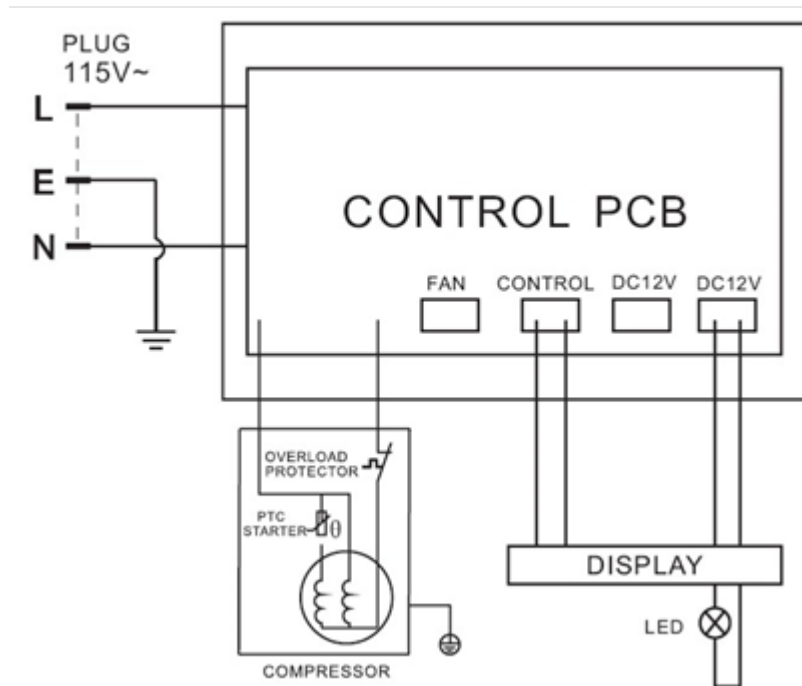 PLUG
115V~
L
E
N
CONTROL PCB
FAN
CONTROL
DC12V
DC12V
OVERLOAD
PROTECTOR
PTC
STARTER
θ
COMPRESSOR
DISPLAY
LED